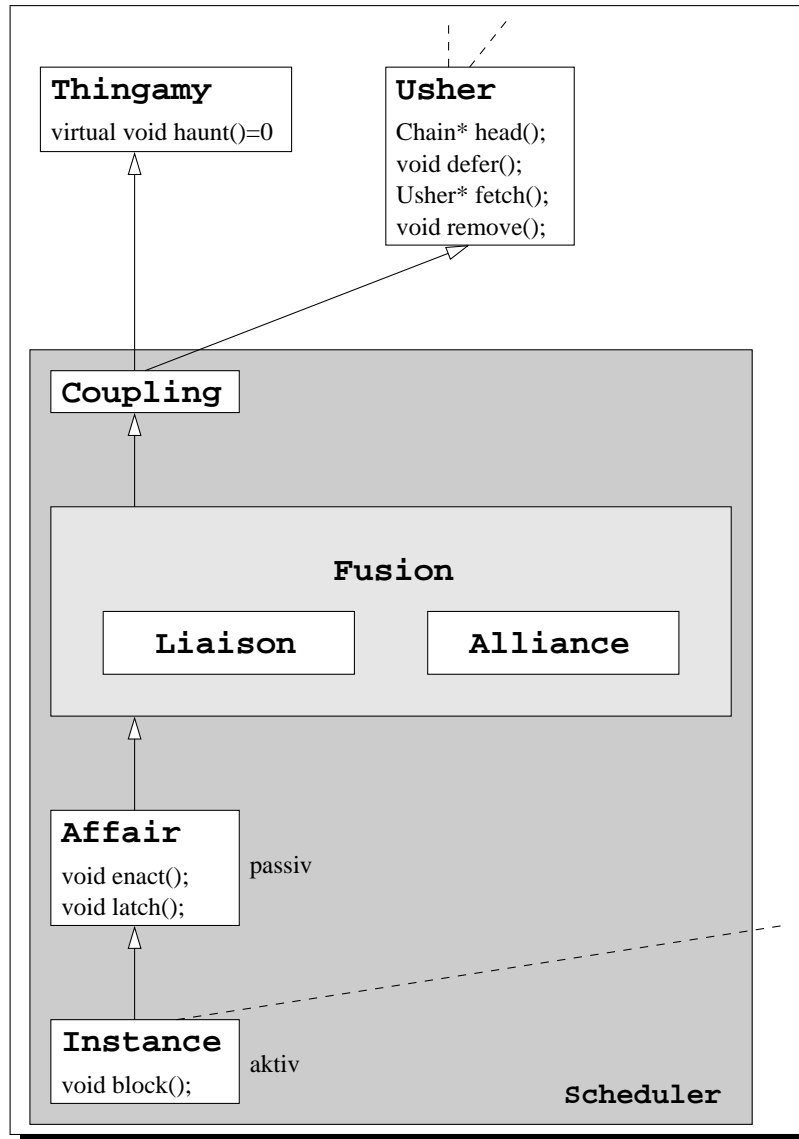 Thingamy
virtual void haunt()=0
Usher
Chain* head();
void defer();
Usher* fetch();
void remove();
Coupling
Fusion
Liaison
Alliance
Affair
void enact();
void latch();
passiv
Instance
void block();
aktiv
Scheduler